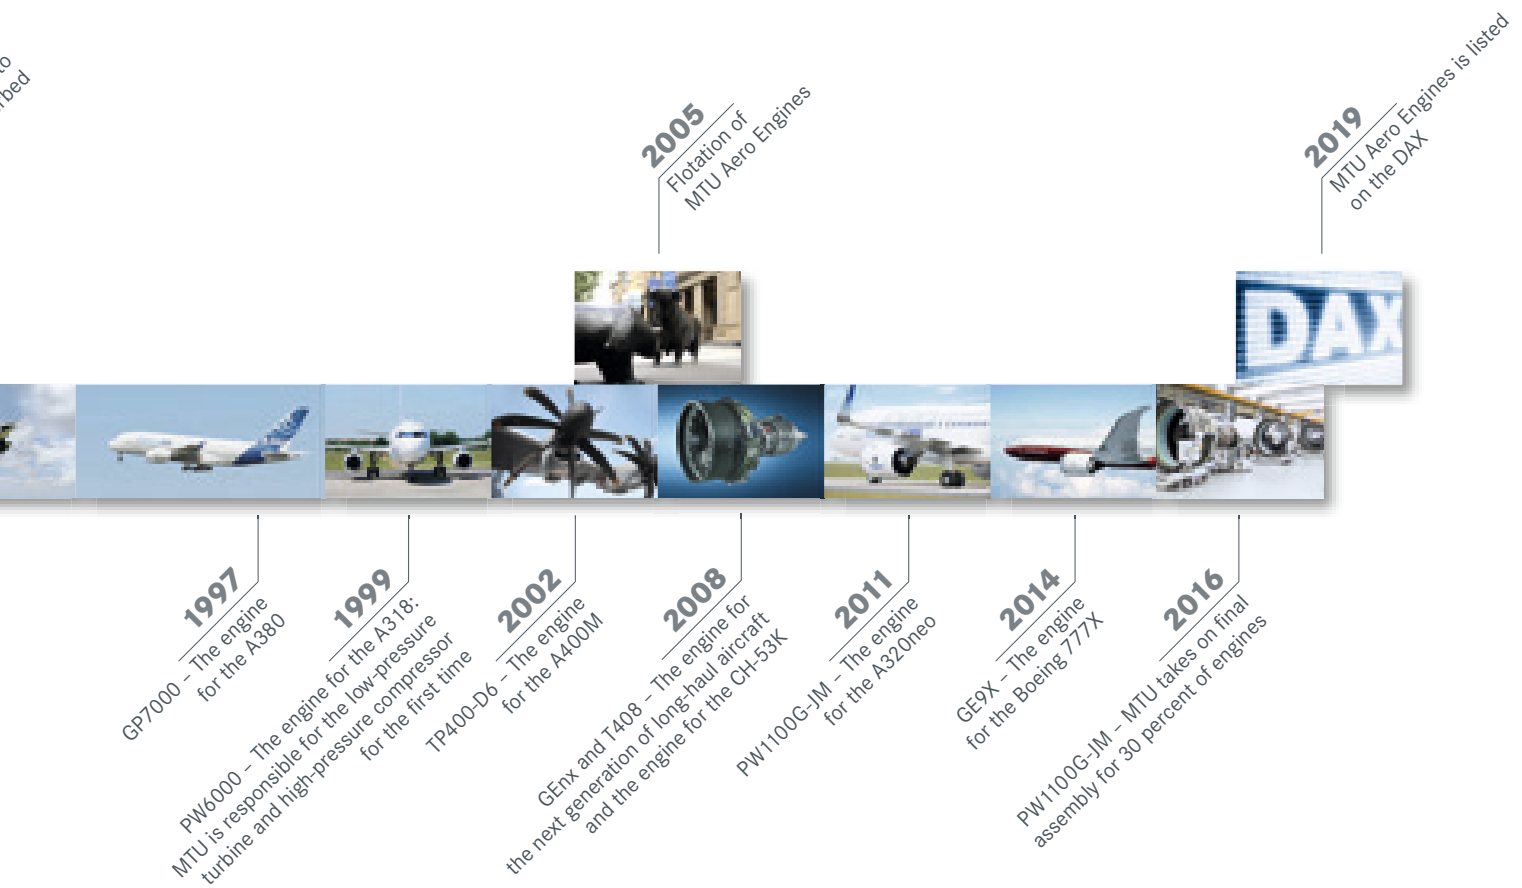 to
rbed
2005
Flotation of
MTU Aero Engines
2019
MTU Aero Engines is listed
on the DAX
DAX
1997
GP7000 – The engine
for the A380
1999
PW6000 – The engine for the A318:
MTU is responsible for the low-pressure
turbine and high-pressure compressor
for the first time
2002
TP400-D6 – The engine
for the A400M
2008
GEnx and T408 – The engine for
the next generation of long-haul aircraft
and the engine for the CH-53K
2011
PW1100G-JM – The engine
for the A320neo
2014
GE9X – The engine
for the Boeing 777X
2016
PW1100G-JM – MTU takes on final
assembly for 30 percent of engines